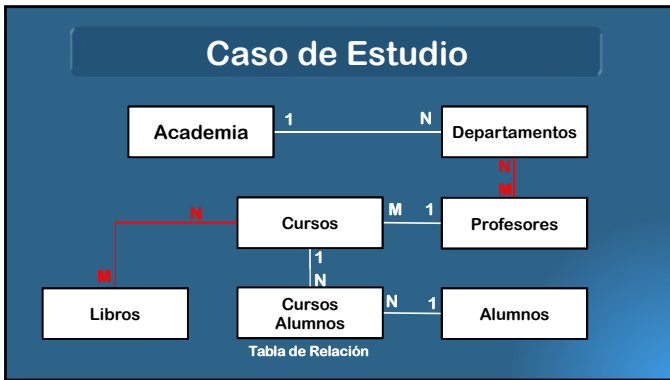 Caso de Estudio
Academia
1
N
Departamentos
N
M
N
Cursos
M
1
Profesores
M
1
N
Libros
Cursos
Alumnos
N
1
Alumnos
Tabla de Relación